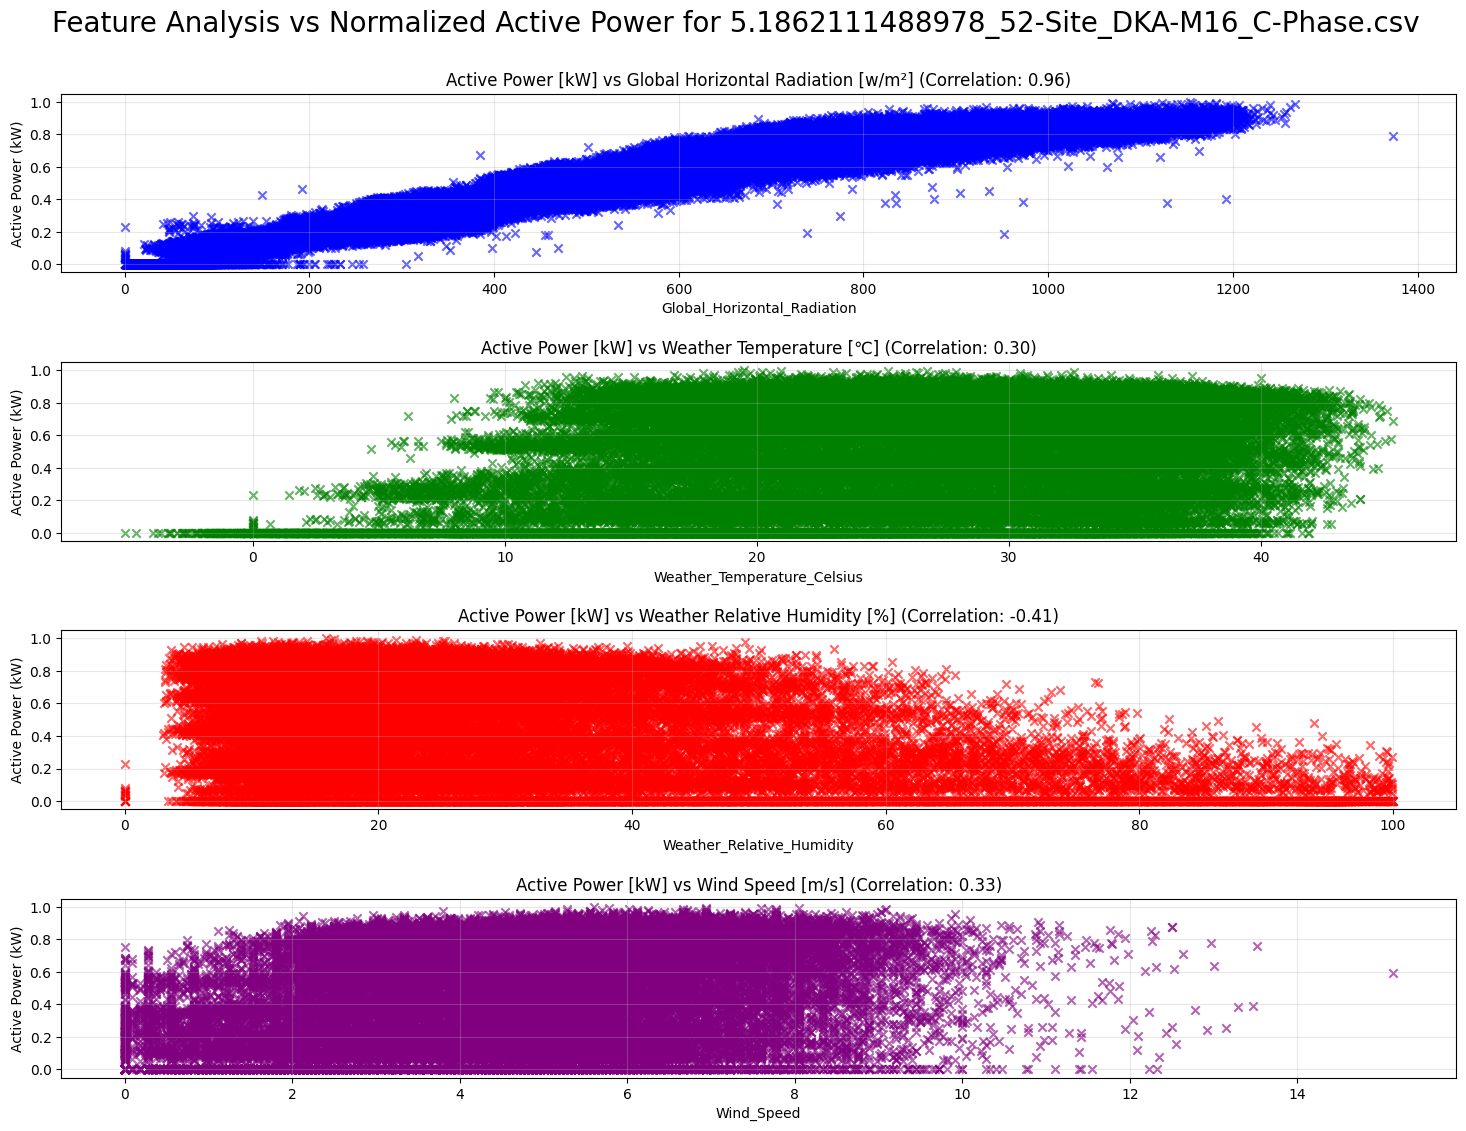 Feature Analysis vs Normalized Active Power for 5.1862111488978_52-Site_DKA-M16_C-Phase.csv
Active Power [kW] vs Global Horizontal Radiation [w/m²] (Correlation: 0.96)
Active Power (kW)
1.0
0.8
0.6
0.4
0.2
0.0
0 200 400 600 800 1000 1200 1400
Global_Horizontal_Radiation
Active Power [kW] vs Weather Temperature [℃] (Correlation: 0.30)
Active Power (kW)
1.0
0.8
0.6
0.4
0.2
0.0
0 10 20 30 40
Weather_Temperature_Celsius
Active Power [kW] vs Weather Relative Humidity [%] (Correlation: -0.41)
Active Power (kW)
1.0
0.8
0.6
0.4
0.2
0.0
0 20 40 60 80 100
Weather_Relative_Humidity
Active Power [kW] vs Wind Speed [m/s] (Correlation: 0.33)
Active Power (kW)
1.0
0.8
0.6
0.4
0.2
0.0
0 2 4 6 8 10 12 14
Wind_Speed